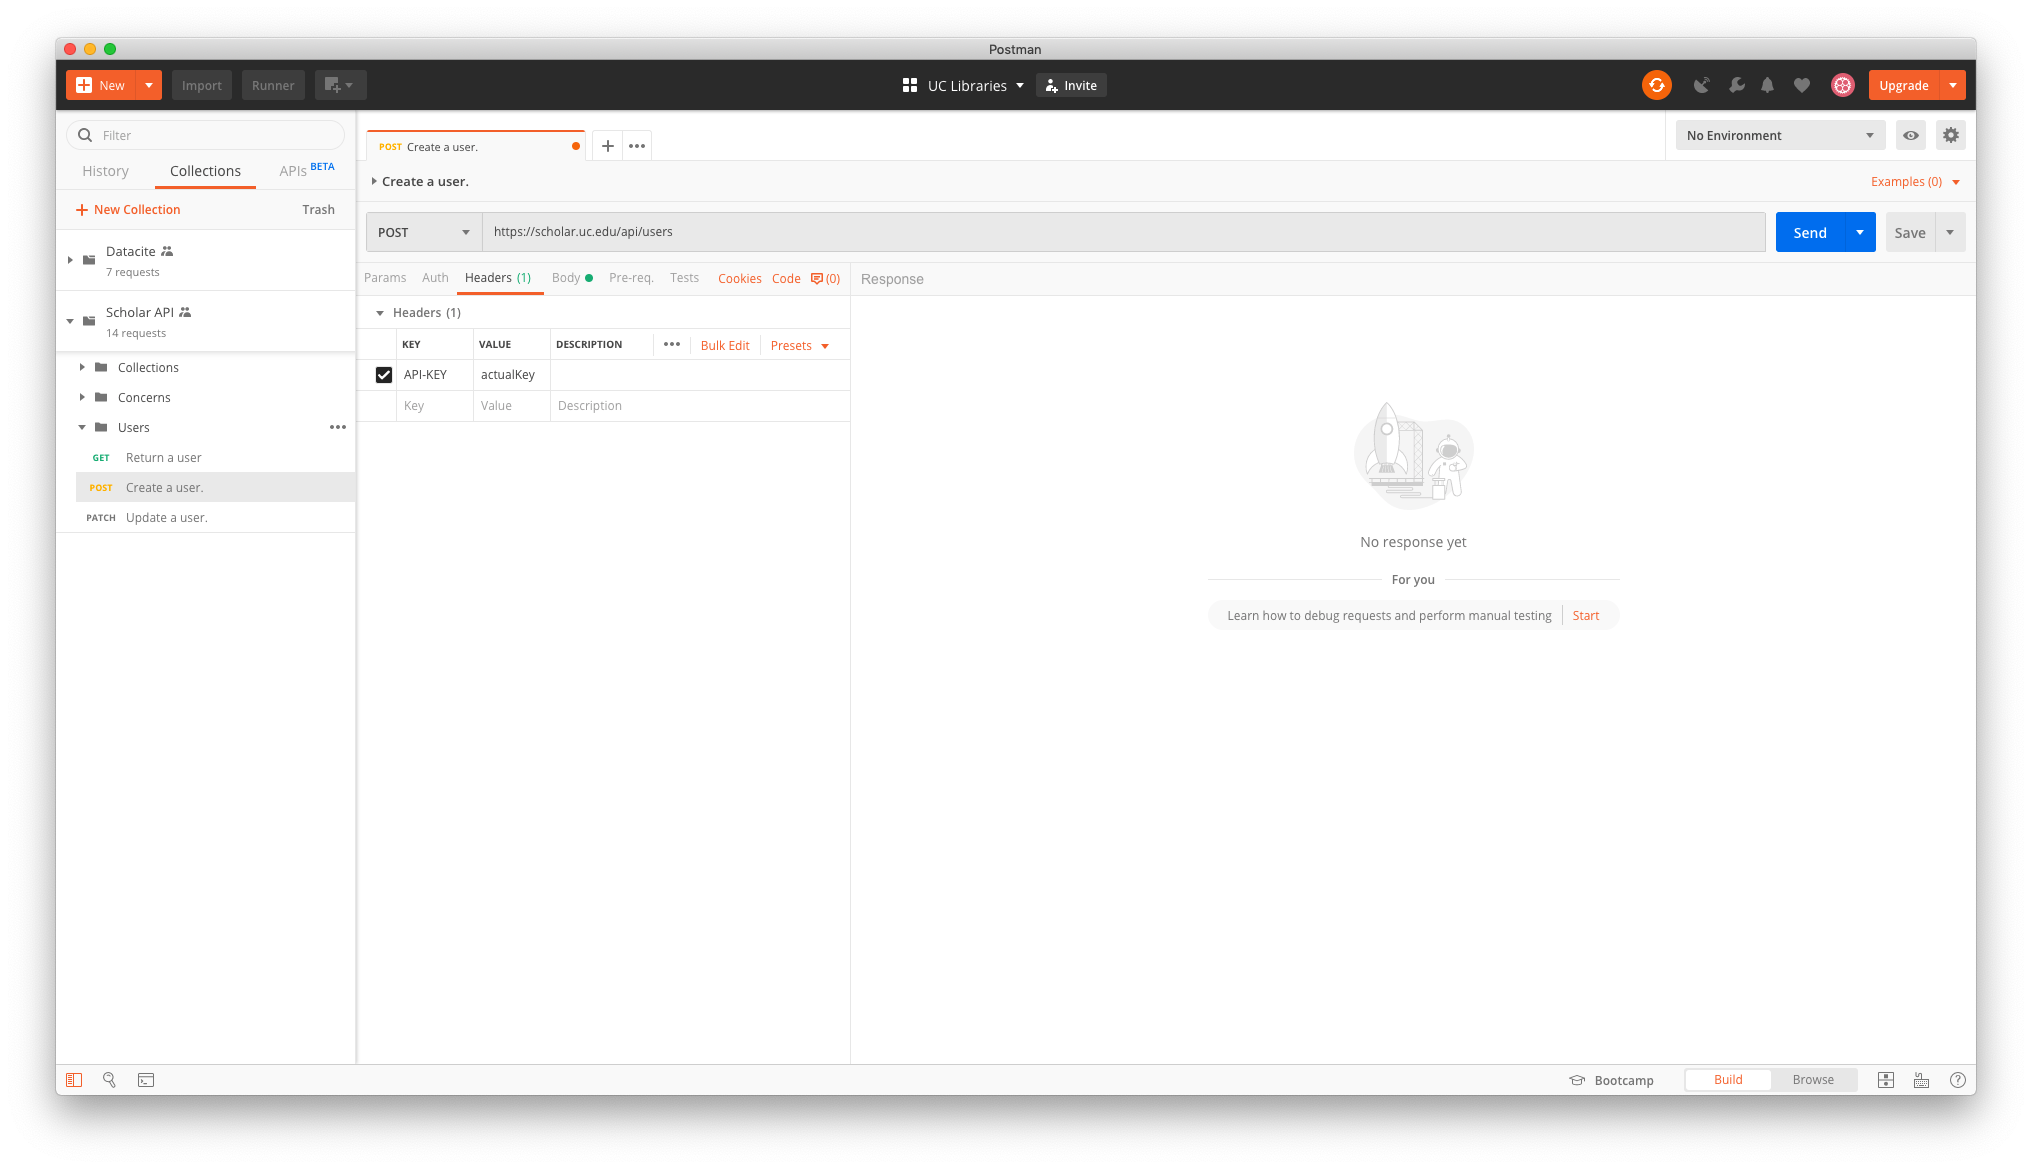 Postman
New
Import
Runner
UC Libraries
Invite
Upgrade
Filter
History
Collections
APIs BETA
New Collection
Trash
Datacite
7 requests
Scholar API
14 requests
Collections
Concerns
Users
GET Return a user
POST Create a user.
PATCH Update a user.
POST Create a user.
No Environment
Create a user.
Examples (0)
POST
https://scholar.uc.edu/api/users
Send
Save
Params
Auth
Headers (1)
Body
Pre-req.
Tests
Cookies
Code
(0)
Response
Headers (1)
KEY VALUE DESCRIPTION
Bulk Edit
Presets
API-KEY actualKey
Key Value Description
No response yet
For you
Learn how to debug requests and perform manual testing
Start
Bootcamp
Build
Browse